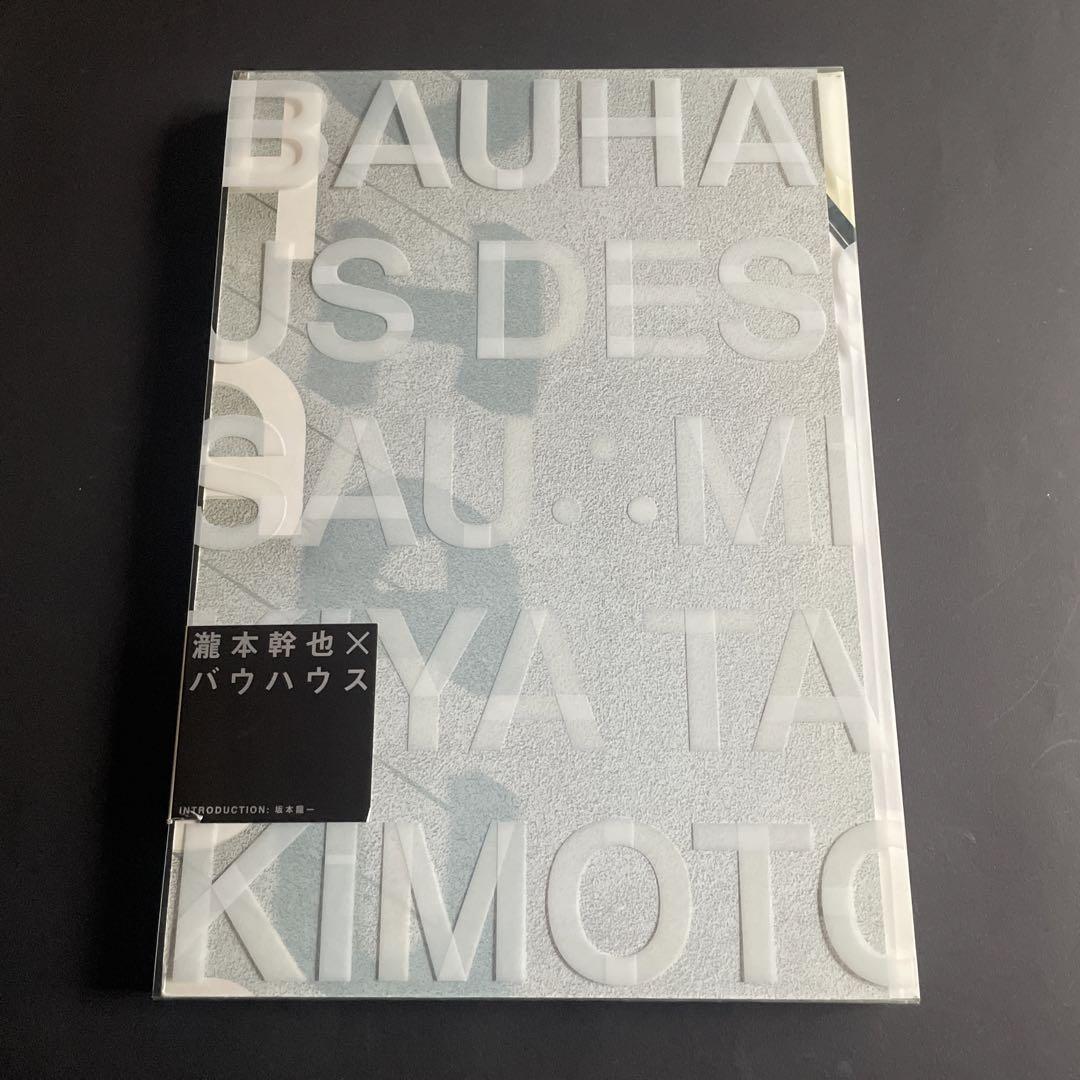 BAUHA
US DES
SAU:.MI
KIYA TA
KiMOTO
瀧本幹也×
バウハウス
INTRODUCTION: 坂本龍一